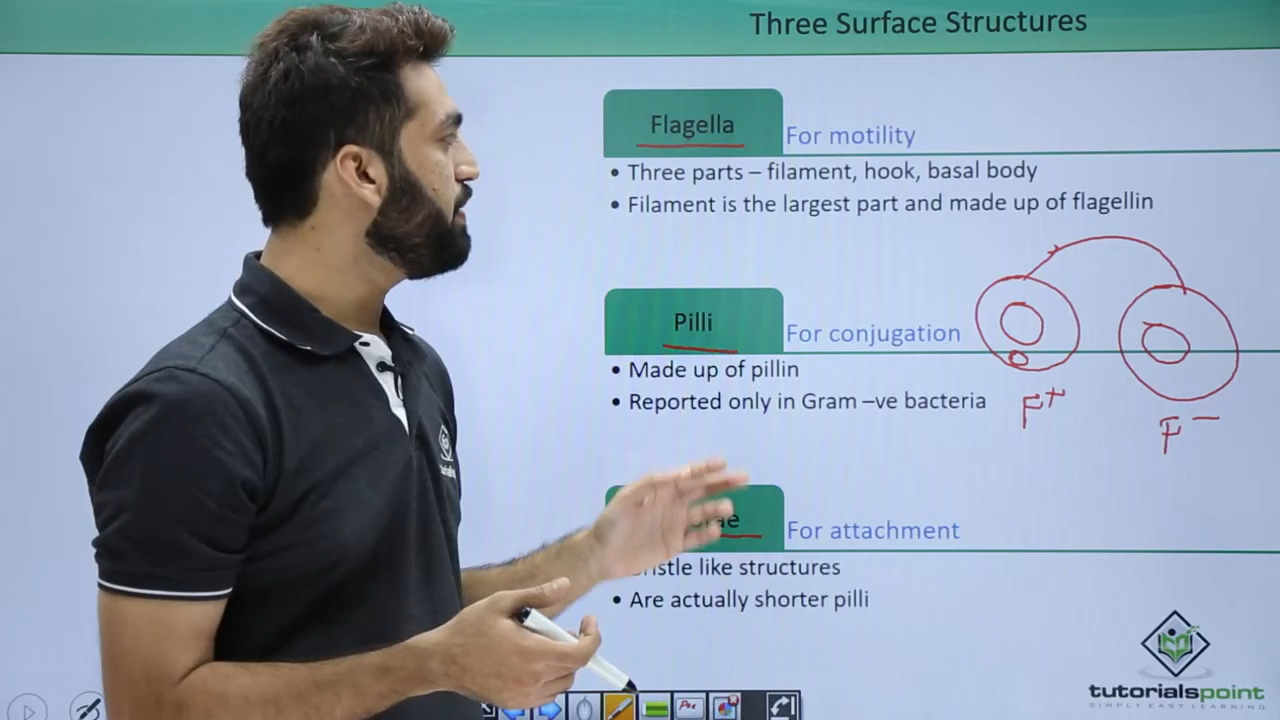 Three Surface Structures
Flagella
For motility
• Three parts – filament, hook, basal body
• Filament is the largest part and made up of flagellin
Pilli
For conjugation
• Made up of pillin
• Reported only in Gram –ve bacteria
F+
F−
For attachment
like structures
• Are actually shorter pilli
tutorialspoint
SIMPLY EASY LEARNING